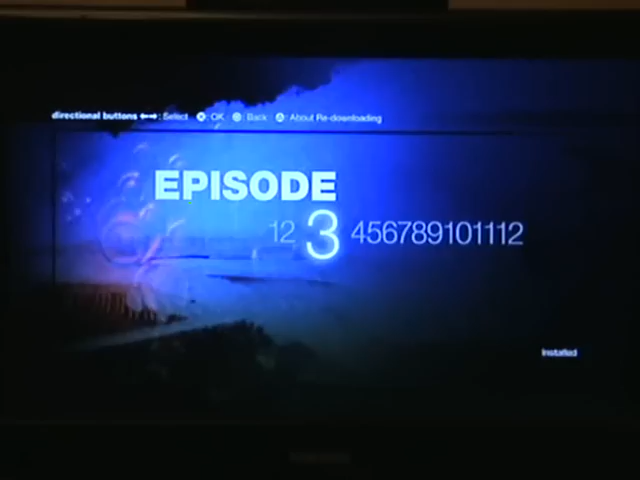 directional buttons ←→: Select ⊗: OK ⊙: Back △: About Re-downloading
EPISODE
12 3 456789101112
Installed